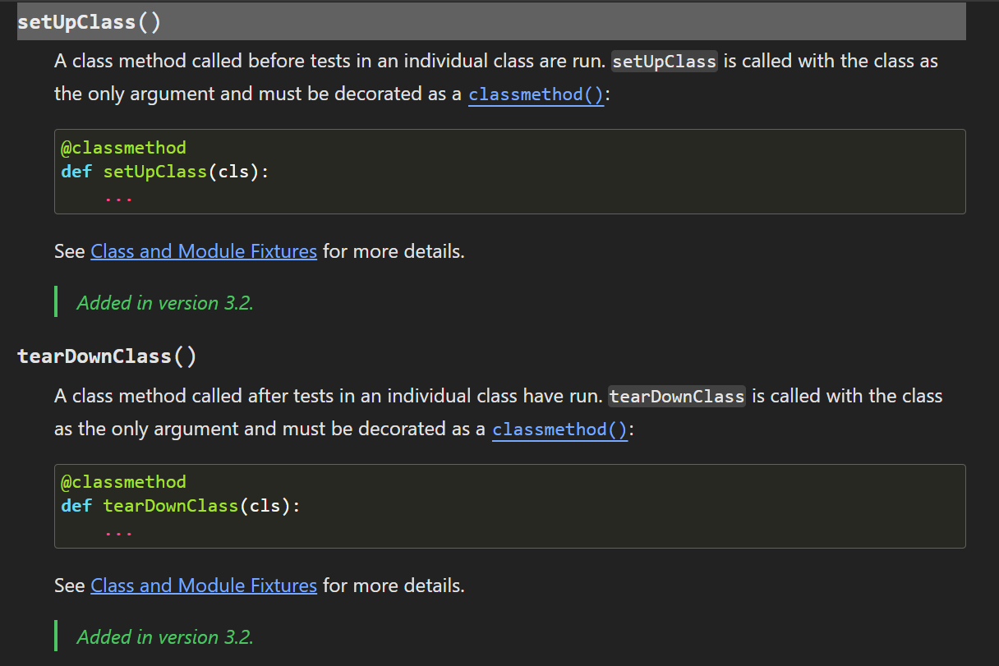 setUpClass()
A class method called before tests in an individual class are run. setUpClass is called with the class as
the only argument and must be decorated as a classmethod():
@classmethod
def setUpClass(cls):
    ...
See Class and Module Fixtures for more details.
Added in version 3.2.
tearDownClass()
A class method called after tests in an individual class have run. tearDownClass is called with the class
as the only argument and must be decorated as a classmethod():
@classmethod
def tearDownClass(cls):
    ...
See Class and Module Fixtures for more details.
Added in version 3.2.